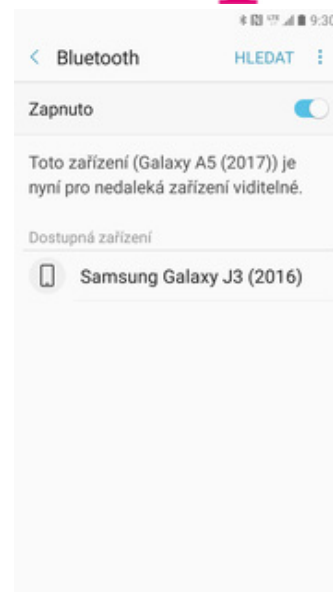 LTE 9:30
Bluetooth HLEDAT
Zapnuto
Toto zařízení (Galaxy A5 (2017)) je
nyní pro nedaleká zařízení viditelné.
Dostupná zařízení
Samsung Galaxy J3 (2016)